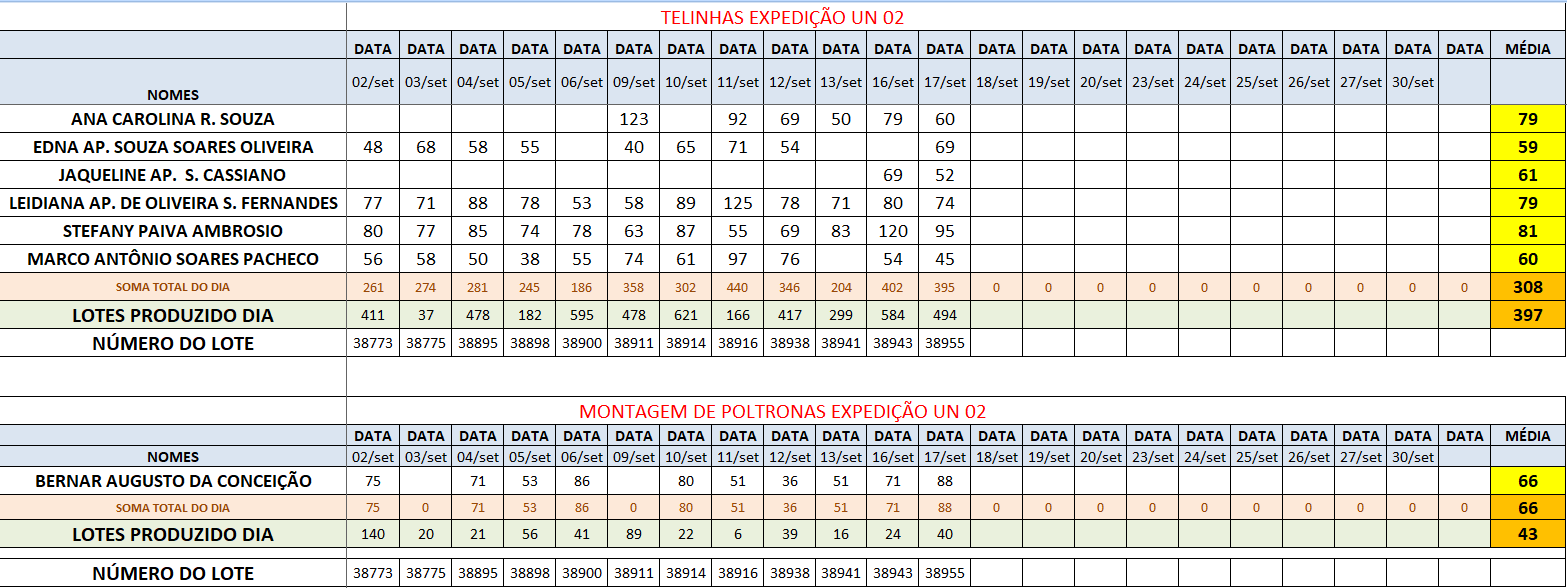 TELINHAS EXPEDIÇÃO UN 02
DATA DATA DATA DATA DATA DATA DATA DATA DATA DATA DATA DATA DATA DATA DATA DATA DATA DATA DATA DATA DATA DATA MÉDIA
NOMES 02/set 03/set 04/set 05/set 06/set 09/set 10/set 11/set 12/set 13/set 16/set 17/set 18/set 19/set 20/set 23/set 24/set 25/set 26/set 27/set 30/set
ANA CAROLINA R. SOUZA 123 92 69 50 79 60 79
EDNA AP. SOUZA SOARES OLIVEIRA 48 68 58 55 40 65 71 54 69 59
JAQUELINE AP. S. CASSIANO 69 52 61
LEIDIANA AP. DE OLIVEIRA S. FERNANDES 77 71 88 78 53 58 89 125 78 71 80 74 79
STEFANY PAIVA AMBROSIO 80 77 85 74 78 63 87 55 69 83 120 95 81
MARCO ANTÔNIO SOARES PACHECO 56 58 50 38 55 74 61 97 76 54 45 60
SOMA TOTAL DO DIA 261 274 281 245 186 358 302 440 346 204 402 395 0 0 0 0 0 0 0 0 0 0 308
LOTES PRODUZIDO DIA 411 37 478 182 595 478 621 166 417 299 584 494 397
NÚMERO DO LOTE 38773 38775 38895 38898 38900 38911 38914 38916 38938 38941 38943 38955
MONTAGEM DE POLTRONAS EXPEDIÇÃO UN 02
DATA DATA DATA DATA DATA DATA DATA DATA DATA DATA DATA DATA DATA DATA DATA DATA DATA DATA DATA DATA DATA DATA MÉDIA
NOMES 02/set 03/set 04/set 05/set 06/set 09/set 10/set 11/set 12/set 13/set 16/set 17/set 18/set 19/set 20/set 23/set 24/set 25/set 26/set 27/set 30/set
BERNAR AUGUSTO DA CONCEIÇÃO 75 71 53 86 80 51 36 51 71 88 66
SOMA TOTAL DO DIA 75 0 71 53 86 0 80 51 36 51 71 88 0 0 0 0 0 0 0 0 0 0 66
LOTES PRODUZIDO DIA 140 20 21 56 41 89 22 6 39 16 24 40 43
NÚMERO DO LOTE 38773 38775 38895 38898 38900 38911 38914 38916 38938 38941 38943 38955